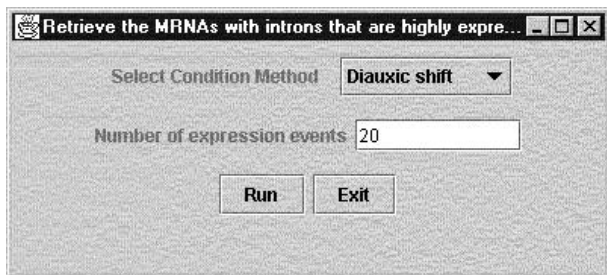 Retrieve the MRNAs with introns that are highly expre...
Select Condition Method Diauxic shift
Number of expression events 20
Run Exit